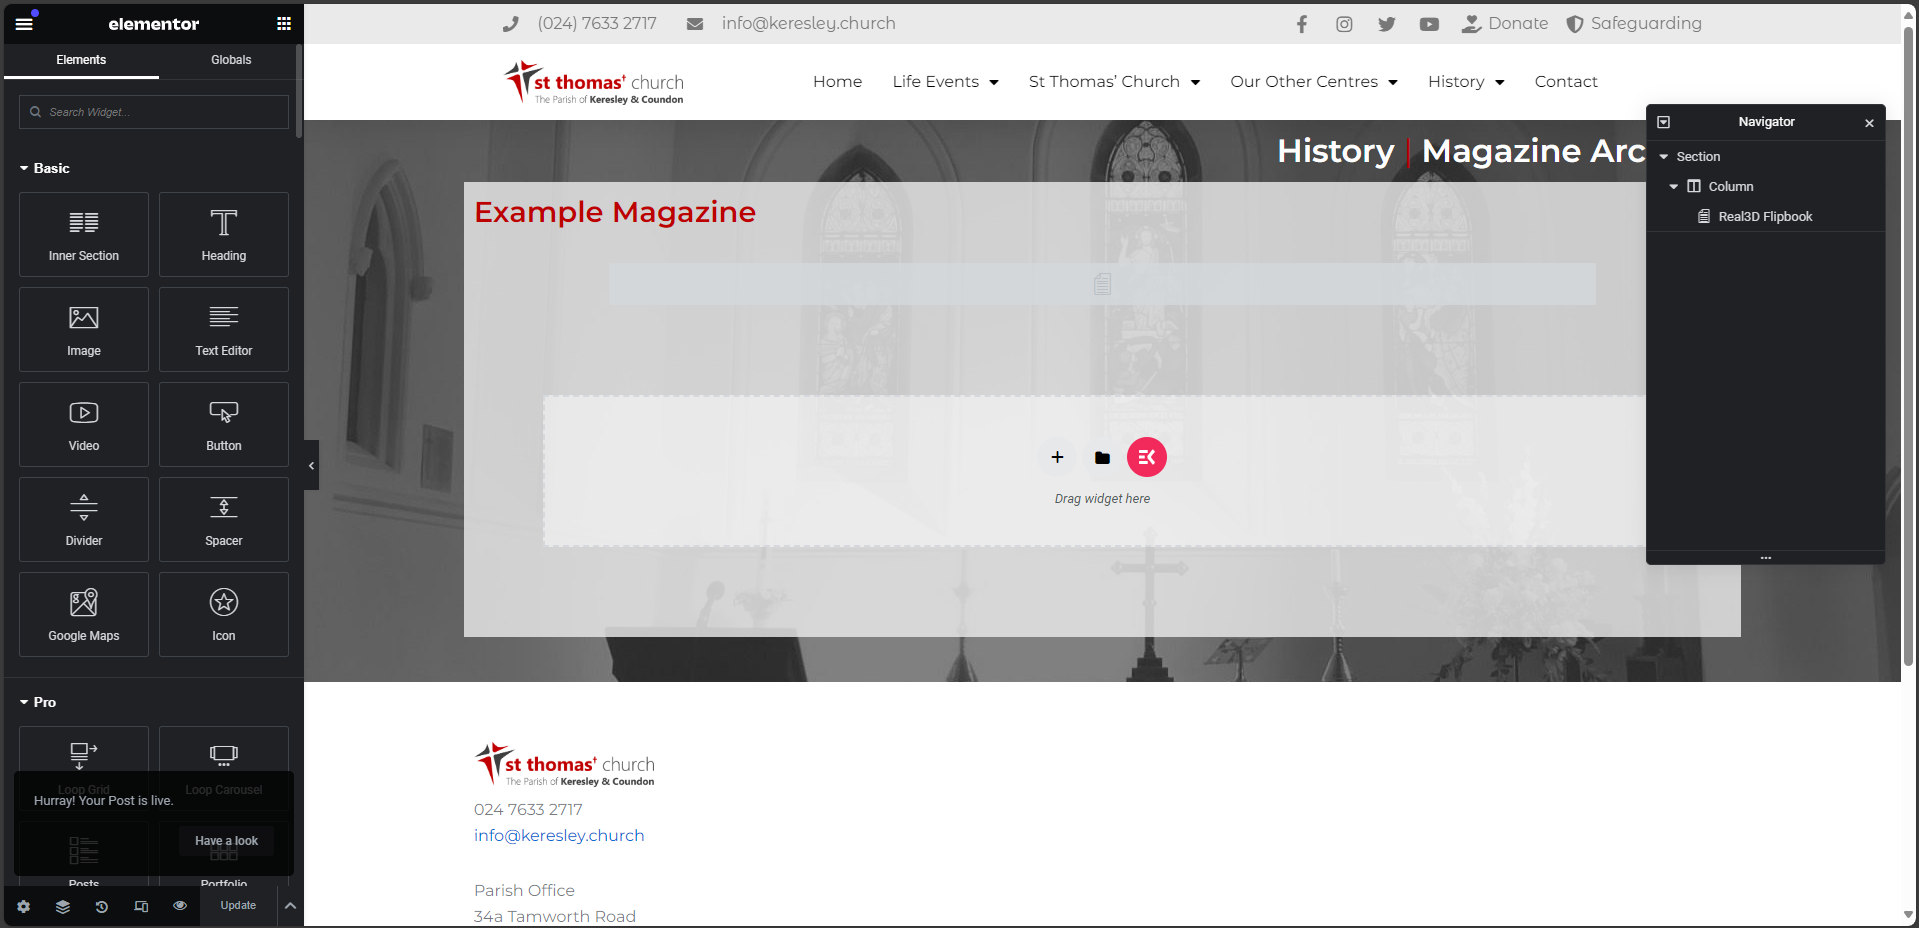 elementor
Elements
Globals
Search Widget...
Basic
Inner Section
Heading
Image
Text Editor
Video
Button
Divider
Spacer
Google Maps
Icon
Pro
Loop Grid
Loop Carousel
Hurray! Your Post is live.
Have a look
Posts
Portfolio
Update
(024) 7633 2717
info@keresley.church
Donate
Safeguarding
st thomas† church
The Parish of Keresley & Coundon
Home
Life Events
St Thomas’ Church
Our Other Centres
History
Contact
History | Magazine Arc
Example Magazine
Drag widget here
Navigator
Section
Column
Real3D Flipbook
st thomas† church
The Parish of Keresley & Coundon
024 7633 2717
info@keresley.church
Parish Office
34a Tamworth Road